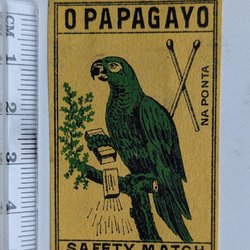 O PAPAGAYO
NA PONTA
SAFETY MATCH
CM
1
2
3
4